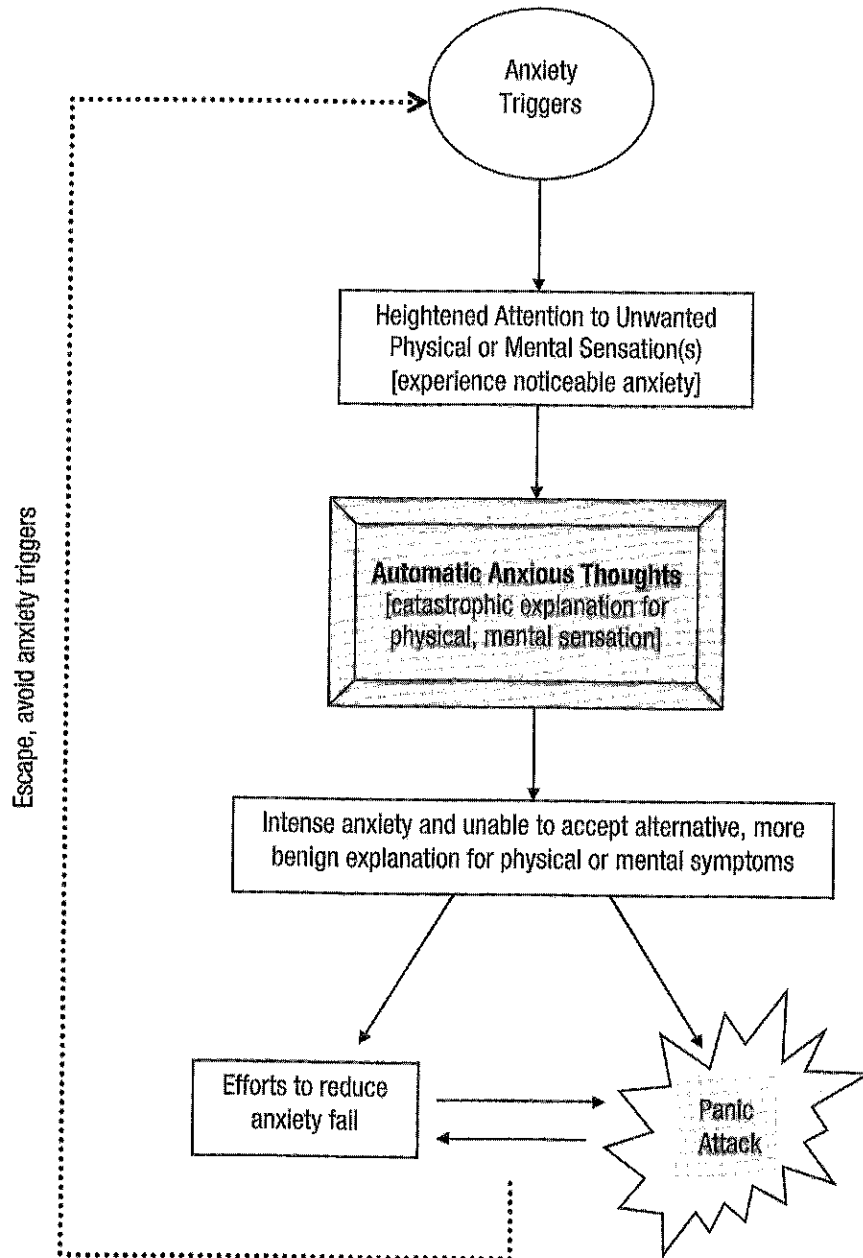 Anxiety
Triggers
Heightened Attention to Unwanted
Physical or Mental Sensation(s)
[experience noticeable anxiety]
Automatic Anxious Thoughts
[catastrophic explanation for
physical, mental sensation]
Intense anxiety and unable to accept alternative, more
benign explanation for physical or mental symptoms
Efforts to reduce
anxiety fail
Panic
Attack
Escape, avoid anxiety triggers